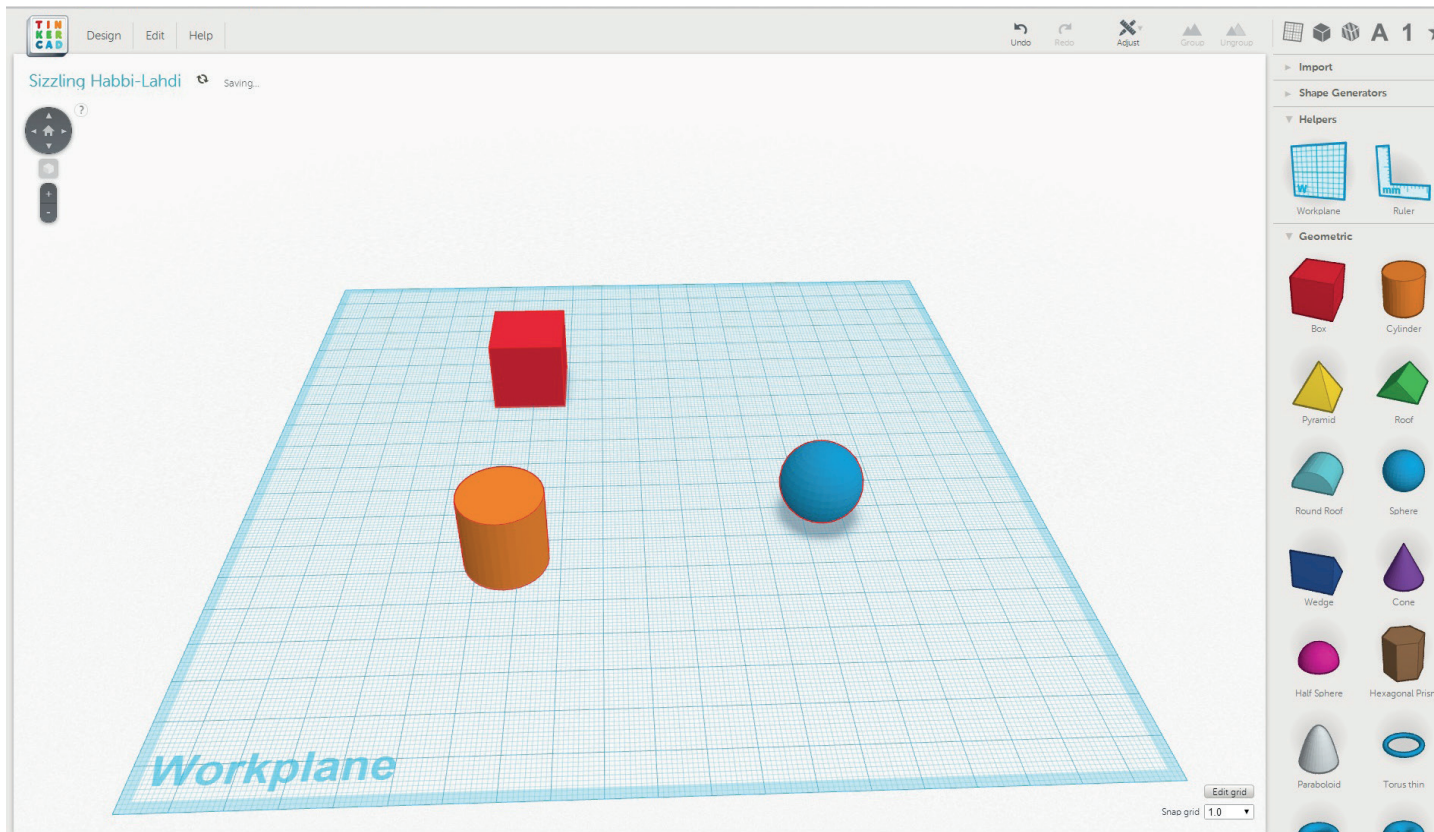 TIN
KER
CAD
Design Edit Help
Undo Redo Adjust Group Ungroup
A 1
Sizzling Habbi-Lahdi Saving...
?
+
-
Import
Shape Generators
Helpers
W
mm
Workplane Ruler
Geometric
Box Cylinder
Pyramid Roof
Round Roof Sphere
Wedge Cone
Half Sphere Hexagonal Prisr
Paraboloid Torus thin
Workplane
Edit grid
Snap grid 1.0